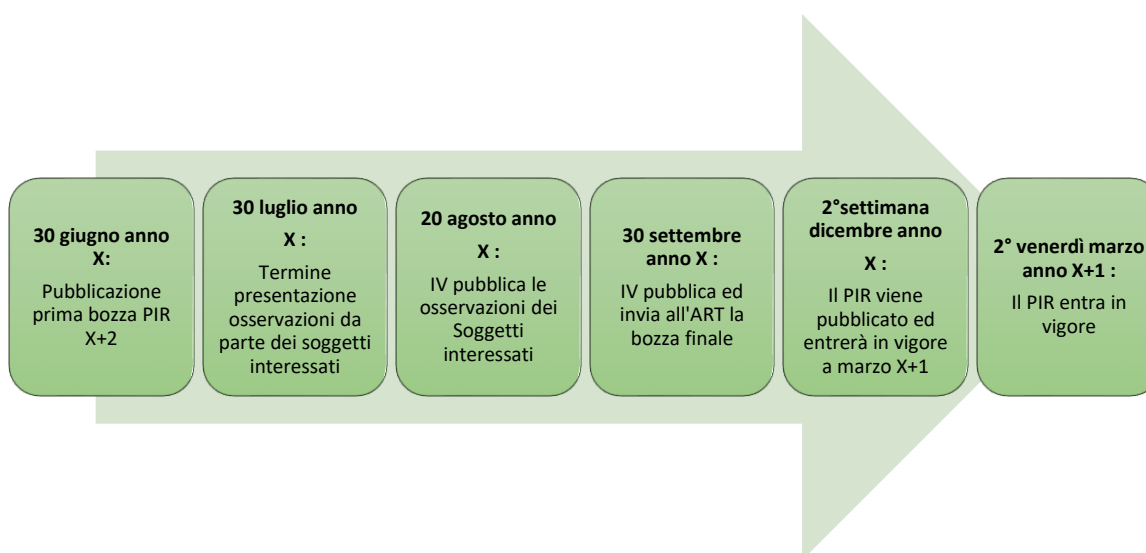 30 giugno anno
X:
Pubblicazione
prima bozza PIR
X+2
30 luglio anno
X :
Termine
presentazione
osservazioni da
parte dei soggetti
interessati
20 agosto anno
X :
IV pubblica le
osservazioni dei
Soggetti
interessati
30 settembre
anno X :
IV pubblica ed
invia all'ART la
bozza finale
2°settimana
dicembre anno
X :
Il PIR viene
pubblicato ed
entrerà in vigore
a marzo X+1
2° venerdì marzo
anno X+1 :
Il PIR entra in
vigore